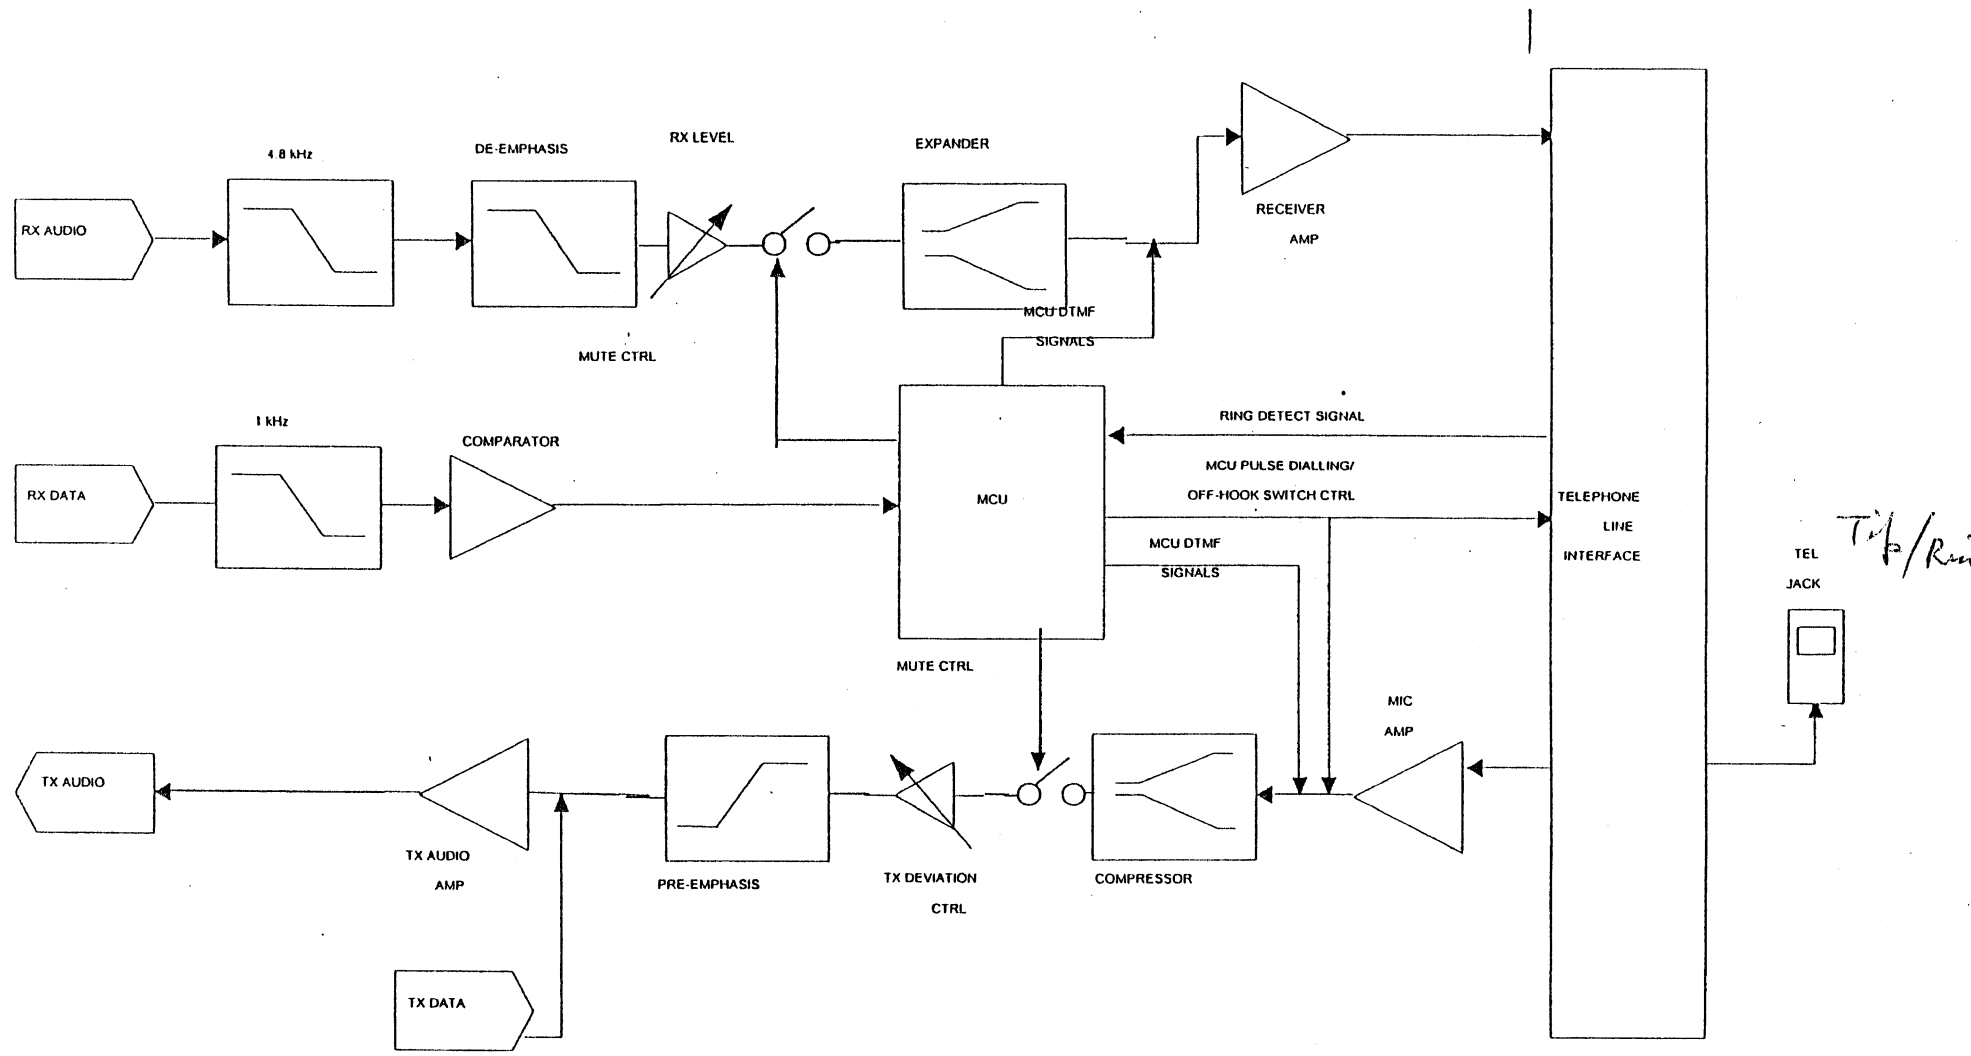 RX LEVEL
EXPANDER
DE-EMPHASIS
4.8 kHz
RX AUDIO
RECEIVER
AMP
MCU DTMF
SIGNALS
MUTE CTRL
1 kHz
COMPARATOR
RX DATA
MCU
RING DETECT SIGNAL
MCU PULSE DIALLING/
OFF-HOOK SWITCH CTRL
MCU DTMF
SIGNALS
TELEPHONE
LINE
INTERFACE
TEL
JACK
Tip/Rin
MUTE CTRL
MIC
AMP
TX AUDIO
TX AUDIO
AMP
PRE-EMPHASIS
TX DEVIATION
CTRL
COMPRESSOR
TX DATA